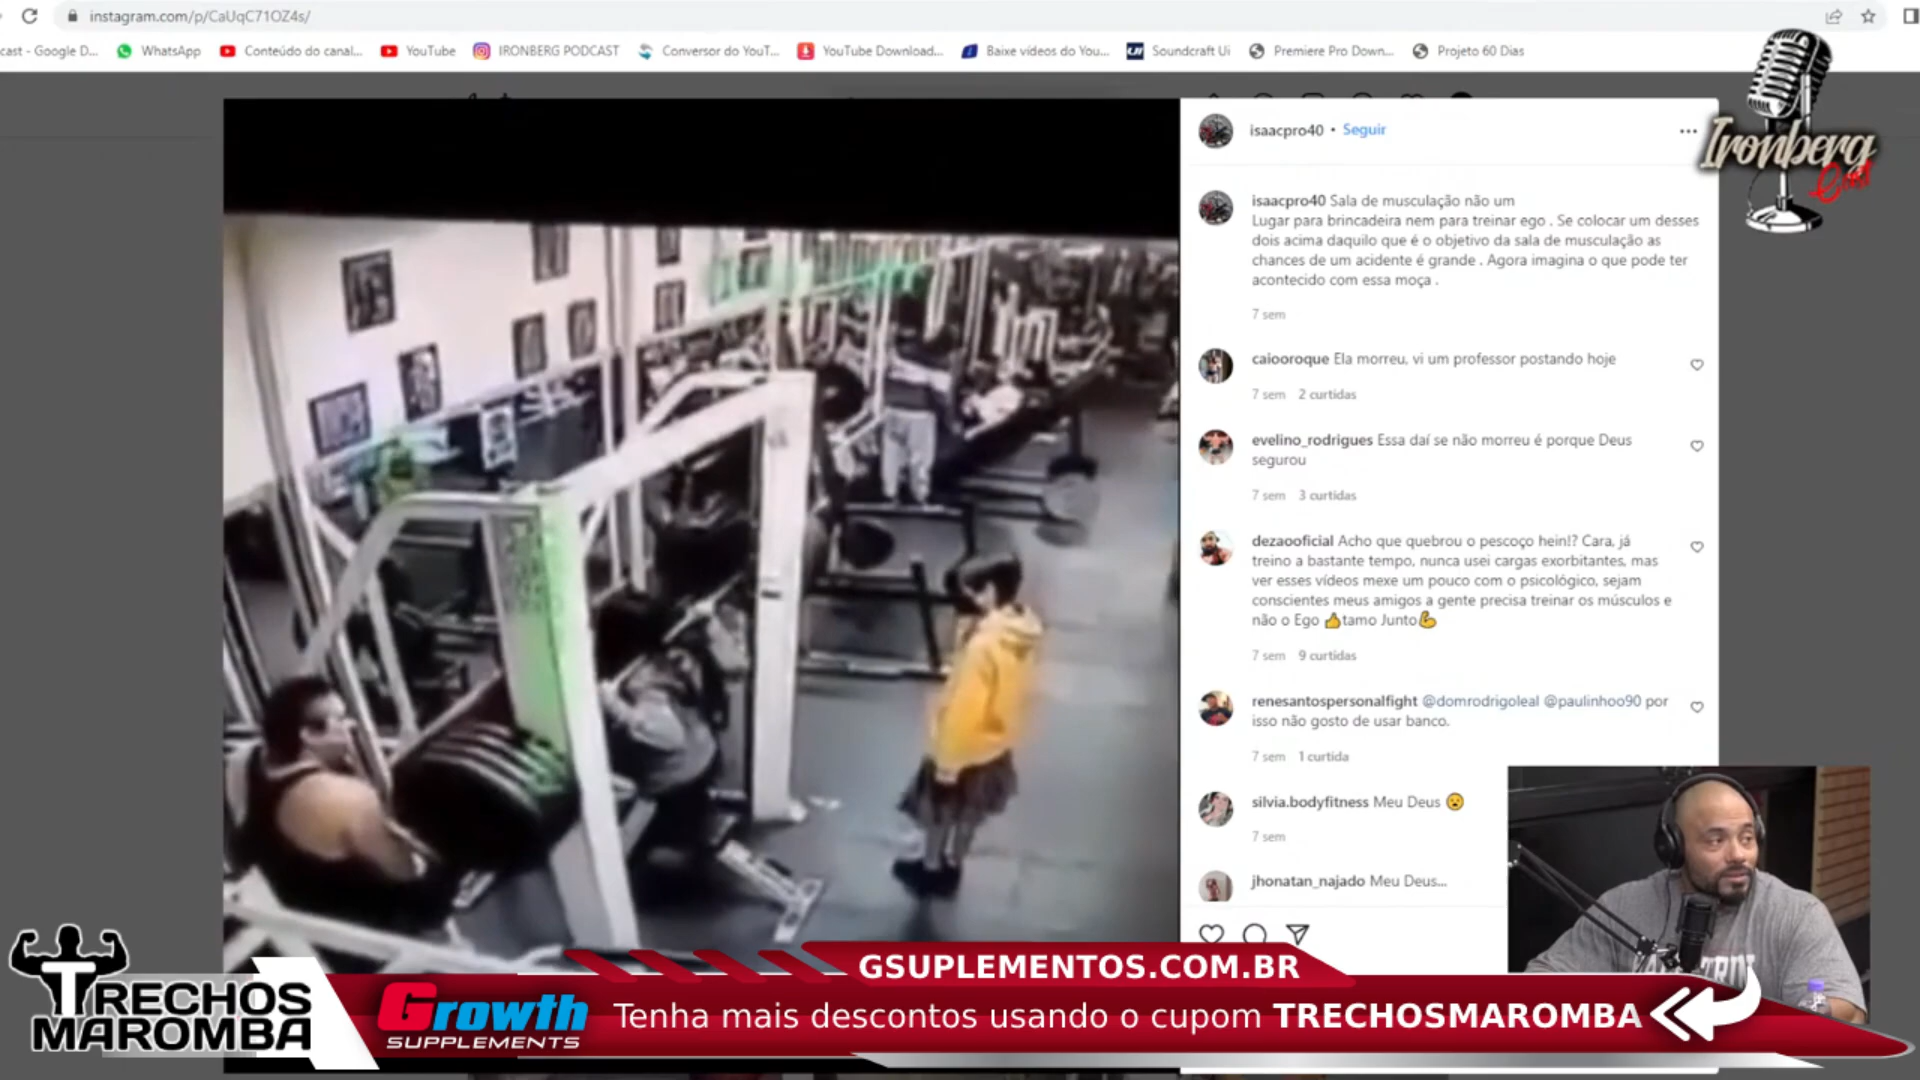 instagram.com/p/CaUqC71OZ4s/
cast - Google D... WhatsApp Conteúdo do canal... YouTube IRONBERG PODCAST Conversor do YouT... YouTube Download... Baixe vídeos do You... Soundcraft Ui Premiere Pro Down... Projeto 60 Dias
Ironberg
Cast
isaacpro40 • Seguir
isaacpro40 Sala de musculação não um
Lugar para brincadeira nem para treinar ego . Se colocar um desses
dois acima daquilo que é o objetivo da sala de musculação as
chances de um acidente é grande . Agora imagina o que pode ter
acontecido com essa moça .
7 sem
caiooroque Ela morreu, vi um professor postando hoje
7 sem 2 curtidas
evelino_rodrigues Essa daí se não morreu é porque Deus
segurou
7 sem 3 curtidas
dezaooficial Acho que quebrou o pescoço hein!? Cara, já
treino a bastante tempo, nunca usei cargas exorbitantes, mas
ver esses vídeos mexe um pouco com o psicológico, sejam
conscientes meus amigos a gente precisa treinar os músculos e
não o Ego 👍tamo Junto💪
7 sem 9 curtidas
renesantospersonalfight @domrodrigoleal @paulinhoo90 por
isso não gosto de usar banco.
7 sem 1 curtida
silvia.bodyfitness Meu Deus 😮
7 sem
jhonatan_najado Meu Deus...
TRECHOS
MAROMBA
Growth
SUPPLEMENTS
GSUPLEMENTOS.COM.BR
Tenha mais descontos usando o cupom TRECHOSMAROMBA